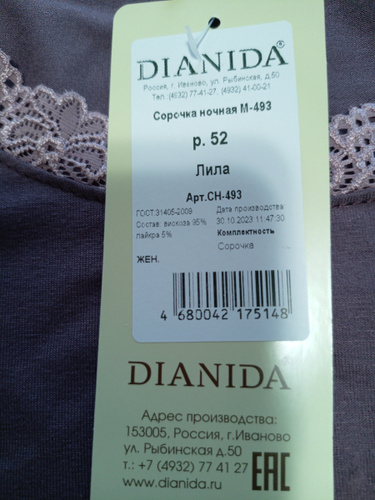 DIANIDA®
Россия, г. Иваново, ул. Рыбинская, д.50
Тел. (4932) 77-41-27, (4932) 41-00-21
Сорочка ночная М-493
р. 52
Лила
Арт.СН-493
ГОСТ:31405-2009
Состав: вискоза 95%
лайкра 5%
Дата производства
30.10.2023 11:47:30
Комплектность
Сорочка
ЖЕН.
4 680042 175148
DIANIDA
Адрес производства:
153005, Россия, г.Иваново
ул. Рыбинская, д.50
т.: +7 (4932) 77 41 27
www.dianida.ru
EAC